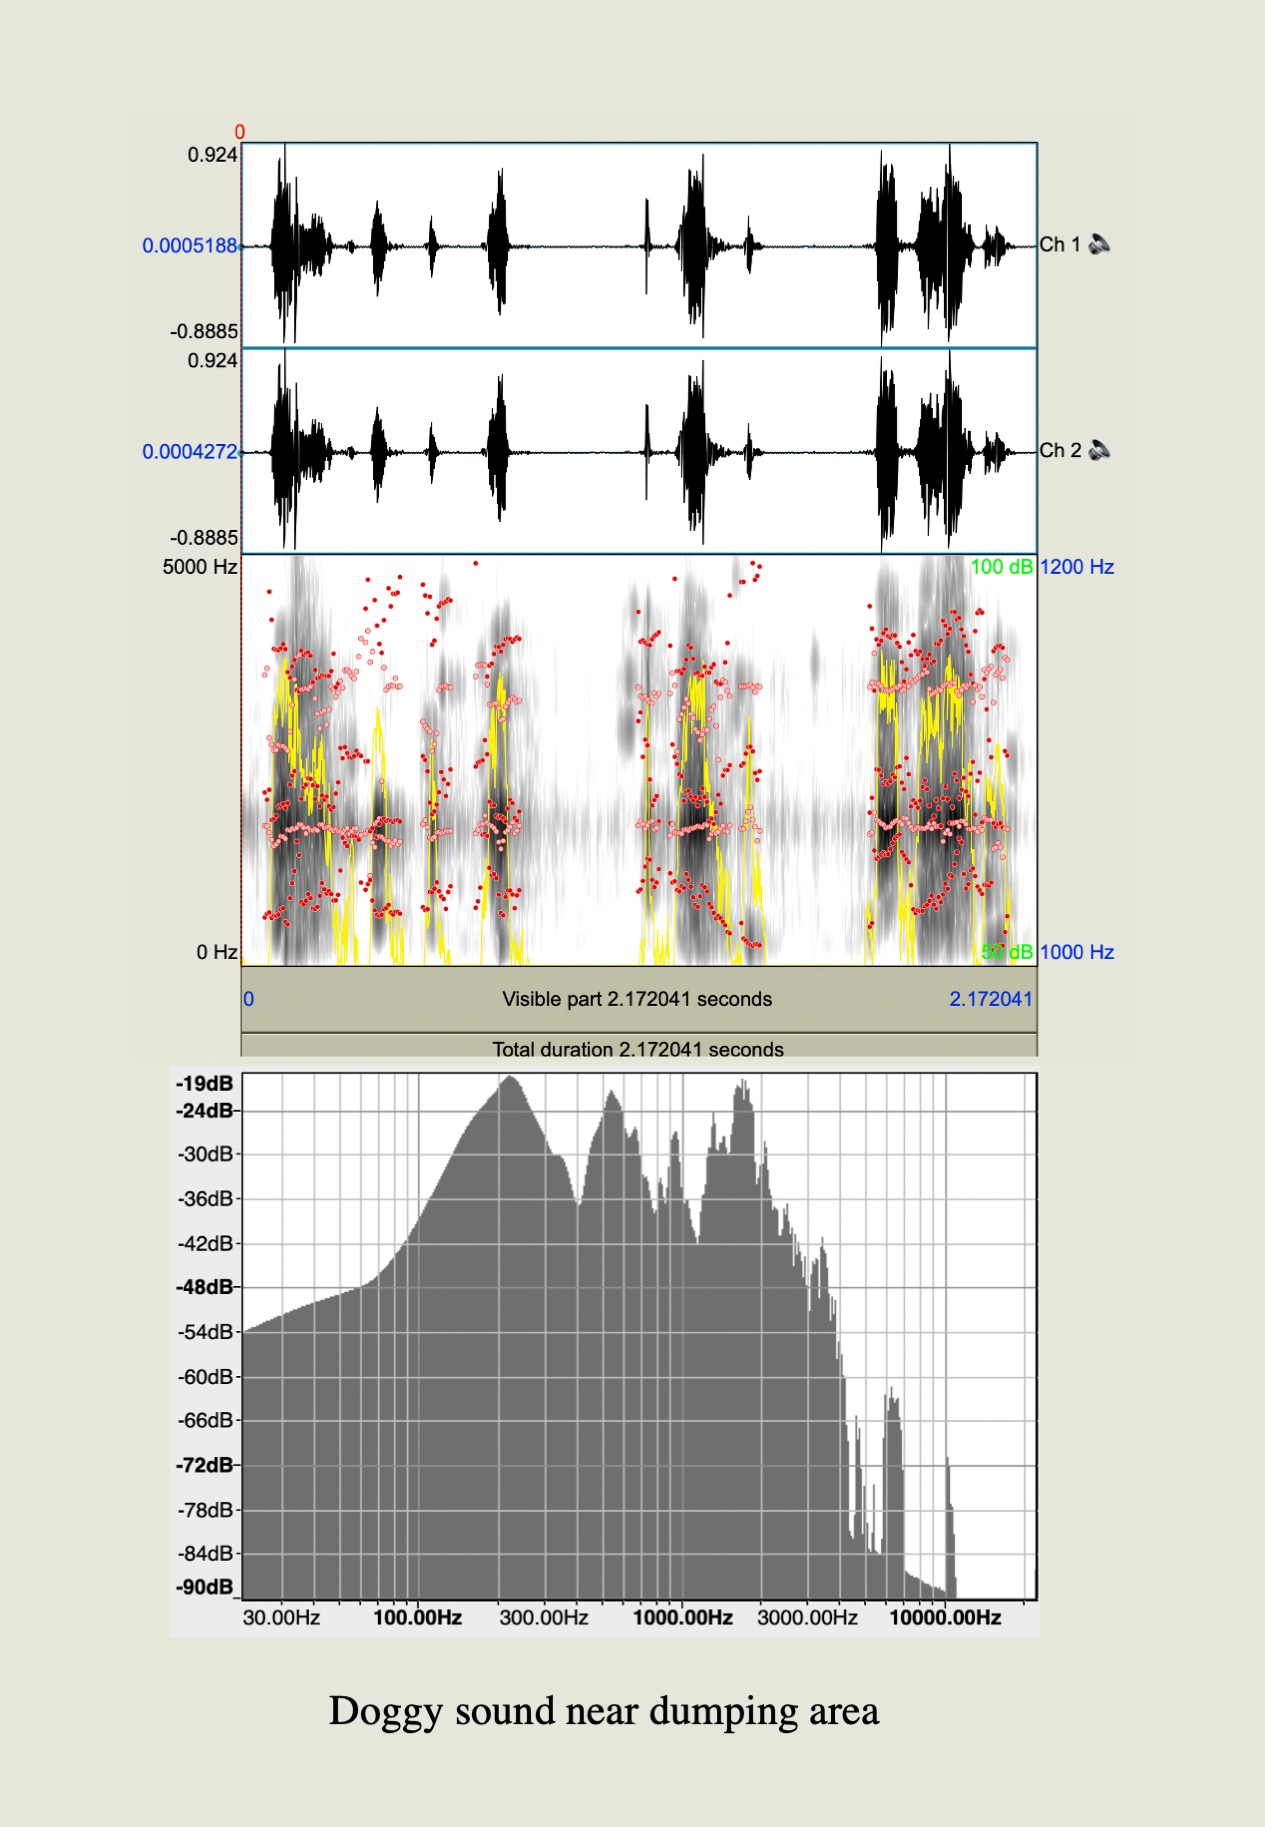 0
0.924
0.0005188
-0.8885
Ch 1
0.924
0.0004272
-0.8885
Ch 2
5000 Hz 100 dB 1200 Hz
0 Hz 50 dB 1000 Hz
0 Visible part 2.172041 seconds 2.172041
Total duration 2.172041 seconds
-19dB
-24dB
-30dB
-36dB
-42dB
-48dB
-54dB
-60dB
-66dB
-72dB
-78dB
-84dB
-90dB
30.00Hz 100.00Hz 300.00Hz 1000.00Hz 3000.00Hz 10000.00Hz
Doggy sound near dumping area